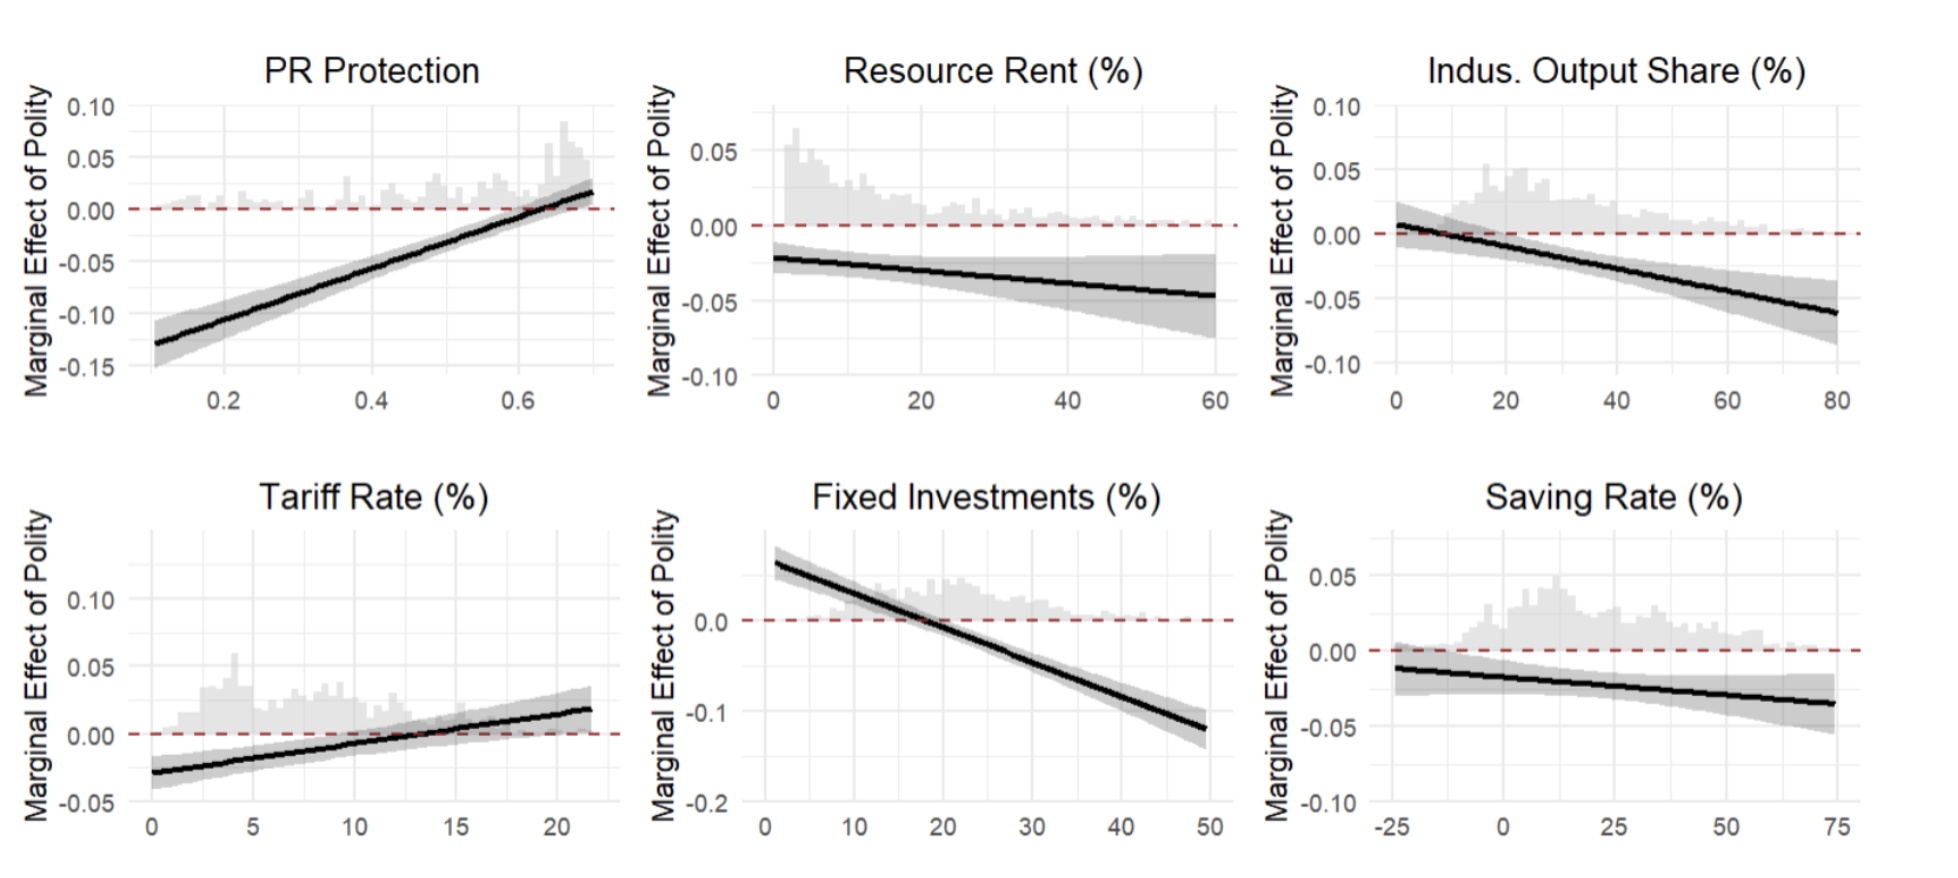 PR Protection
Marginal Effect of Polity
0.10
0.05
0.00
-0.05
-0.10
-0.15
0.2 0.4 0.6
Resource Rent (%)
Marginal Effect of Polity
0.05
0.00
-0.05
-0.10
0 20 40 60
Indus. Output Share (%)
Marginal Effect of Polity
0.10
0.05
0.00
-0.05
-0.10
0 20 40 60 80
Tariff Rate (%)
Marginal Effect of Polity
0.10
0.05
0.00
-0.05
0 5 10 15 20
Fixed Investments (%)
Marginal Effect of Polity
0.0
-0.1
-0.2
0 10 20 30 40 50
Saving Rate (%)
Marginal Effect of Polity
0.05
0.00
-0.05
-0.10
-25 0 25 50 75